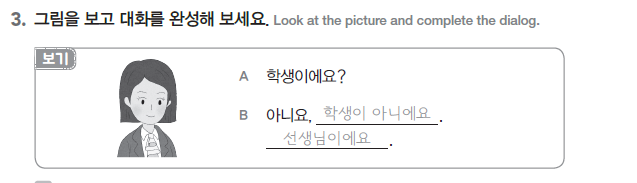 3. 그림을 보고 대화를 완성해 보세요. Look at the picture and complete the dialog.
보기
A 학생이에요?
B 아니요, 학생이 아니에요.
선생님이에요.